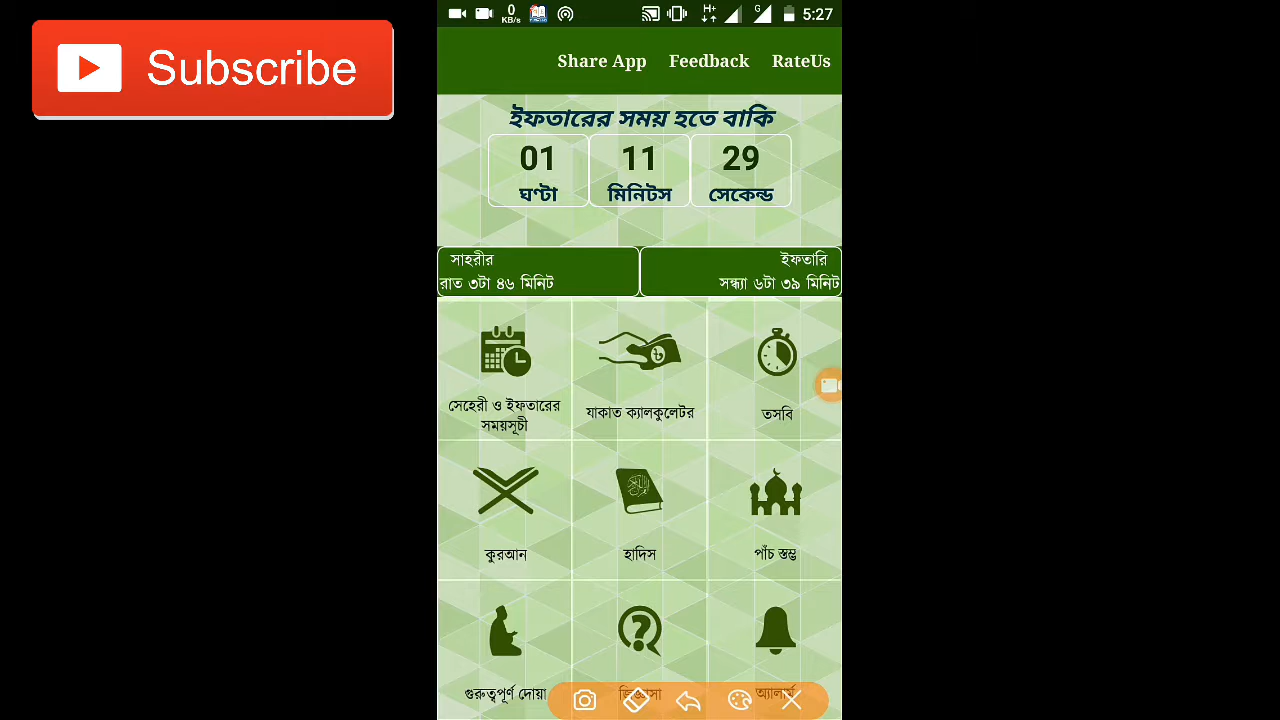 Subscribe
0
KB/s
H+
G
5:27
Share App Feedback RateUs
ইফতারের সময় হতে বাকি
01 11 29
ঘণ্টা মিনিটস সেকেন্ড
সাহরীর ইফতারি
রাত ৩টা ৪৬ মিনিট সন্ধ্যা ৬টা ৩৯ মিনিট
সেহেরী ও ইফতারের
সময়সূচী
যাকাত ক্যালকুলেটর
তসবি
কুরআন হাদিস পাঁচ স্তম্ভ
গুরুত্বপূর্ণ দোয়া জিজ্ঞাসা অ্যালার্ম